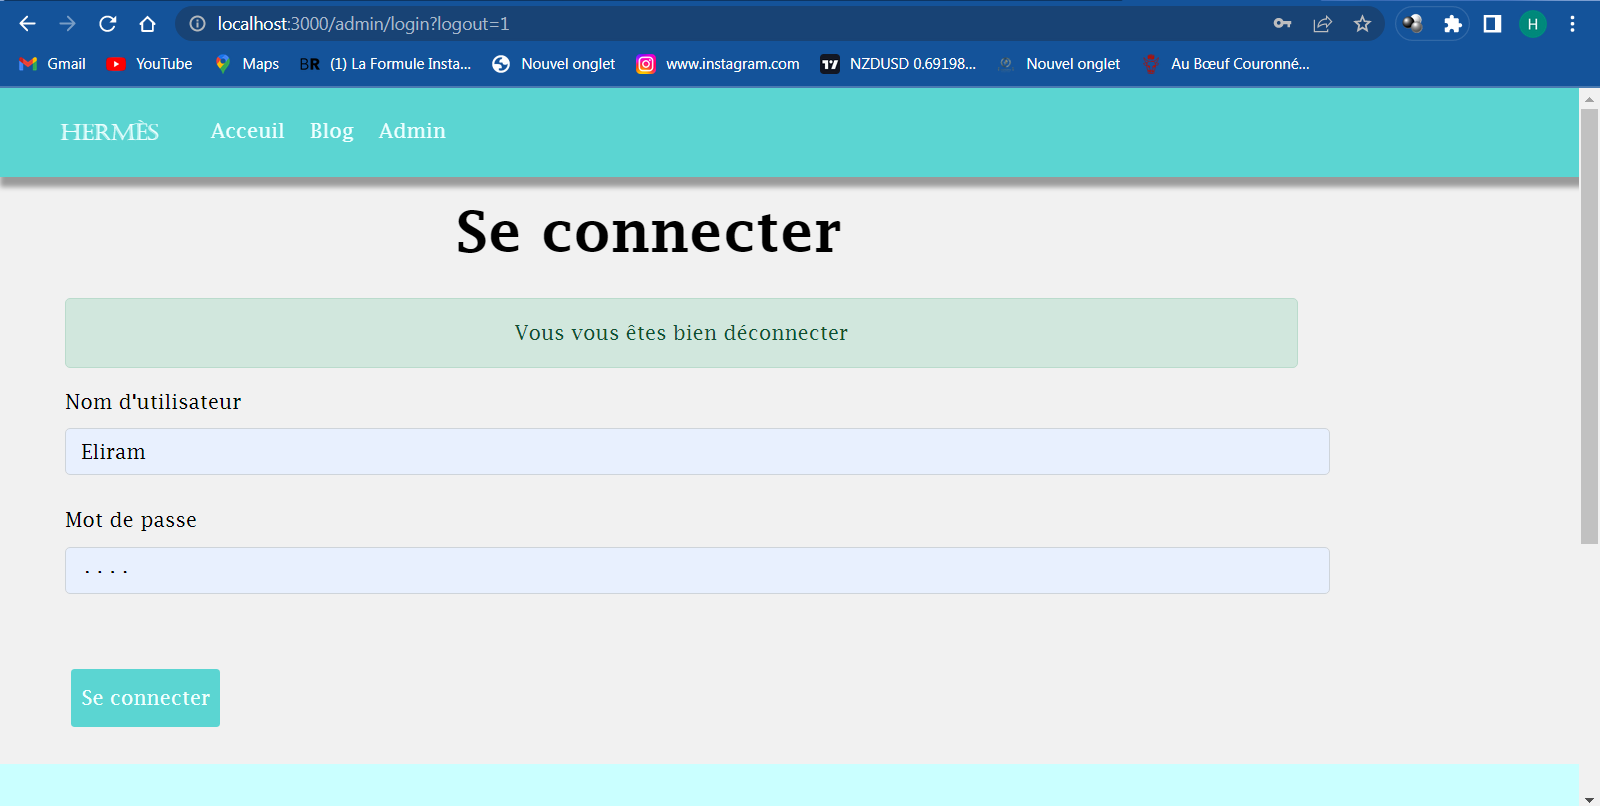 localhost:3000/admin/login?logout=1
H
Gmail YouTube Maps BR (1) La Formule Insta... Nouvel onglet www.instagram.com NZDUSD 0.69198... Nouvel onglet Au Bœuf Couronné...
HERMÈS Acceuil Blog Admin
Se connecter
Vous vous êtes bien déconnecter
Nom d'utilisateur
Eliram
Mot de passe
....
Se connecter